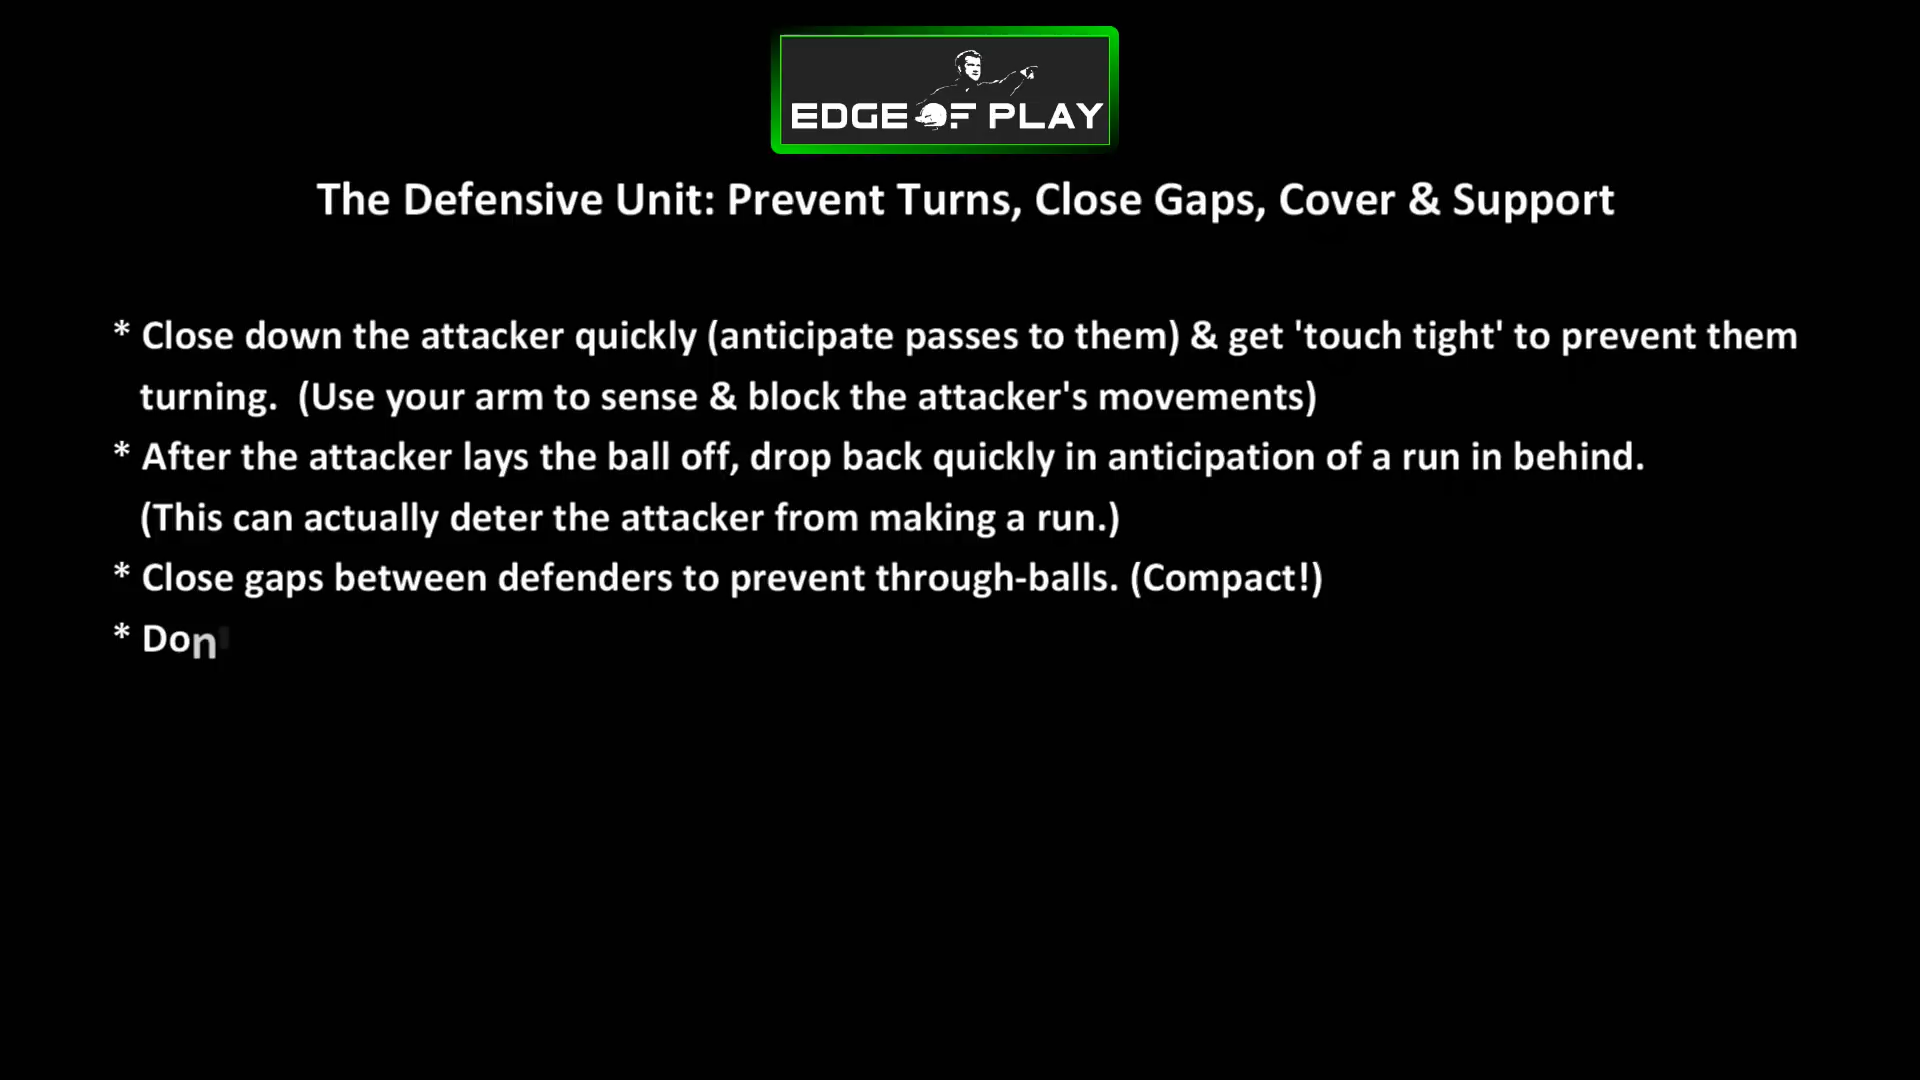 EDGE OF PLAY
The Defensive Unit: Prevent Turns, Close Gaps, Cover & Support
* Close down the attacker quickly (anticipate passes to them) & get 'touch tight' to prevent them
turning.  (Use your arm to sense & block the attacker's movements)
* After the attacker lays the ball off, drop back quickly in anticipation of a run in behind.
(This can actually deter the attacker from making a run.)
* Close gaps between defenders to prevent through-balls. (Compact!)
* Don